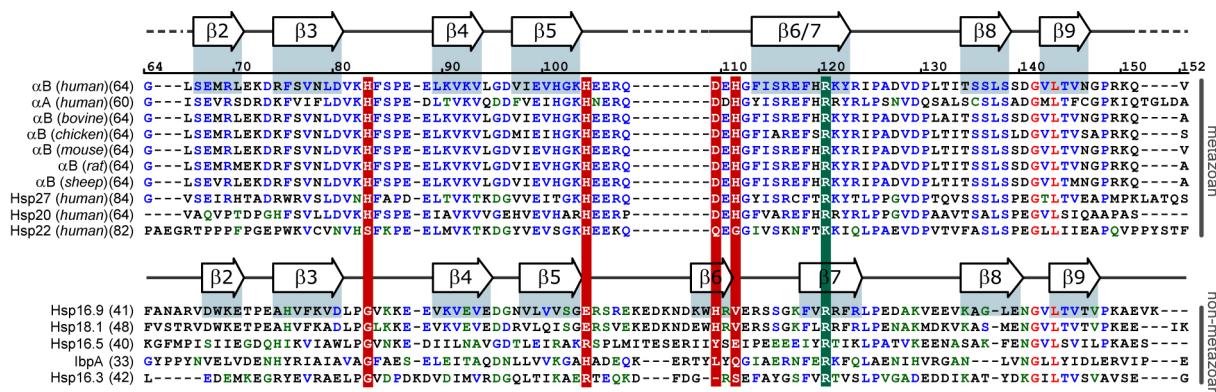 β2 β3 β4 β5 β6/7 β8 β9
64 70 80 90 100 110 120 130 140 150 152
αB (human)(64) G---LSEMRLEKDRFSVNLDVKHFSPE-ELKVKVLGDVIEVHGKHEERQ--------DEHGFISREFHRKYRIPADVDPLTITSSLSSDGVLTVNGPRKQ----V
αA (human)(60) G---LSEVRSDRDKFVIFLDVKHFSPE-DLTVKVQDDFVEIHGKHNERQ--------DDHGYISREFHRRYRLPSNVDQSALSCSLSADGMLTFCGPKIQTGLDA
αB (bovine)(64) G---LSEMRLEKDRFSVNLDVKHFSPE-ELKVKVLGDVIEVHGKHEERQ--------DEHGFISREFHRKYRIPADVDPLAITSSLSSDGVLTVNGPRKQ----A
αB (chicken)(64) G---LSEMRLEKDKFSVNLDVKHFSPE-ELKVKVLGDMIEIHGKHEERQ--------DEHGFIAREFSRKYRIPADVDPLTITSSLSLDGVLTVSAPRKQ----S
αB (mouse)(64) G---LSEMRLEKDRFSVNLDVKHFSPE-ELKVKVLGDVIEVHGKHEERQ--------DEHGFISREFHRKYRIPADVDPLTITSSLSSDGVLTVNGPRKQ----V
αB (rat)(64) G---LSEMRMEKDRFSVNLDVKHFSPE-ELKVKVLGDVIEVHGKHEERQ--------DEHGFISREFHRKYRIPADVDPLTITSSLSSDGVLTVNGPRKQ----A
αB (sheep)(64) G---LSEVRLEKDRFSVNLDVKHFSPE-ELKVKVLGDVIEVHGKHEERQ--------DEHGFISREFHRKYRIPADVDPLTITSSLSSDGVLTMNGPRKQ----A
Hsp27 (human)(84) G---VSEIRHTADRWRVSLDVNHFAPD-ELTVKTKDGVVEITGKHEERQ--------DEHGYISRCFTRKYTLPPGVDPTQVSSSLSPEGTLTVEAPMPKLATQS
Hsp20 (human)(64) ----VAQVPTDPGHFSVLLDVKHFSPE-EIAVKVVGEHVEVHARHEERP--------DEHGFVAREFHRRYRLPPGVDPAAVTSALSPEGVLSIQAAPAS-----
Hsp22 (human)(82) PAEGRTPPPFPGEPWKVCVNVHSFKPE-ELMVKTKDGYVEVSGKHEEKQ--------QEGGIVSKNFTKKIQLPAEVDPVTVFASLSPEGLLIIEAPQVPPYSTF
metazoan
β2 β3 β4 β5 β6 β7 β8 β9
Hsp16.9 (41) FANARVDWKETPEAHVFKVDLPGVKKE-EVKVEVEDGNVLVVSGERSREKEDKNDKWHRVERSSGKFVRRFRLPEDAKVEEVKAG-LENGVLTVTVPKAEVK---
Hsp18.1 (48) FVSTRVDWKETPEAHVFKADLPGLKKE-EVKVEVEDDRVLQISGERSVEKEDKNDEWHRVERSSGKFLRRFRLPENAKMDKVKAS-MENGVLTVTVPKEE---IK
Hsp16.5 (40) KGFMPISIIEGDQHIKVIAWLPGVNKE-DIILNAVGDTLEIRAKRSPLMITESERIIYSEIPEEEEIYRTIKLPATVKEENASAK-FENGVLSVILPKAES----
IbpA (33) GYPPYNVELVDENHYRIAIAVAGFAES-ELEITAQDNLLVVKGAHADEQK----ERTYLYQGIAERNFERKFQLAENIHVRGAN---LVNGLLYIDLERVIP--E
Hsp16.3 (42) L-----EDEMKEGRYEVRAELPGVDPDKDVDIMVRDGQLTIKAERTEQKD----FDG--RSEFAYGSFVRTVSLPVGADEDDIKAT-YDKGILTVSVAVS----G
non-metazoan